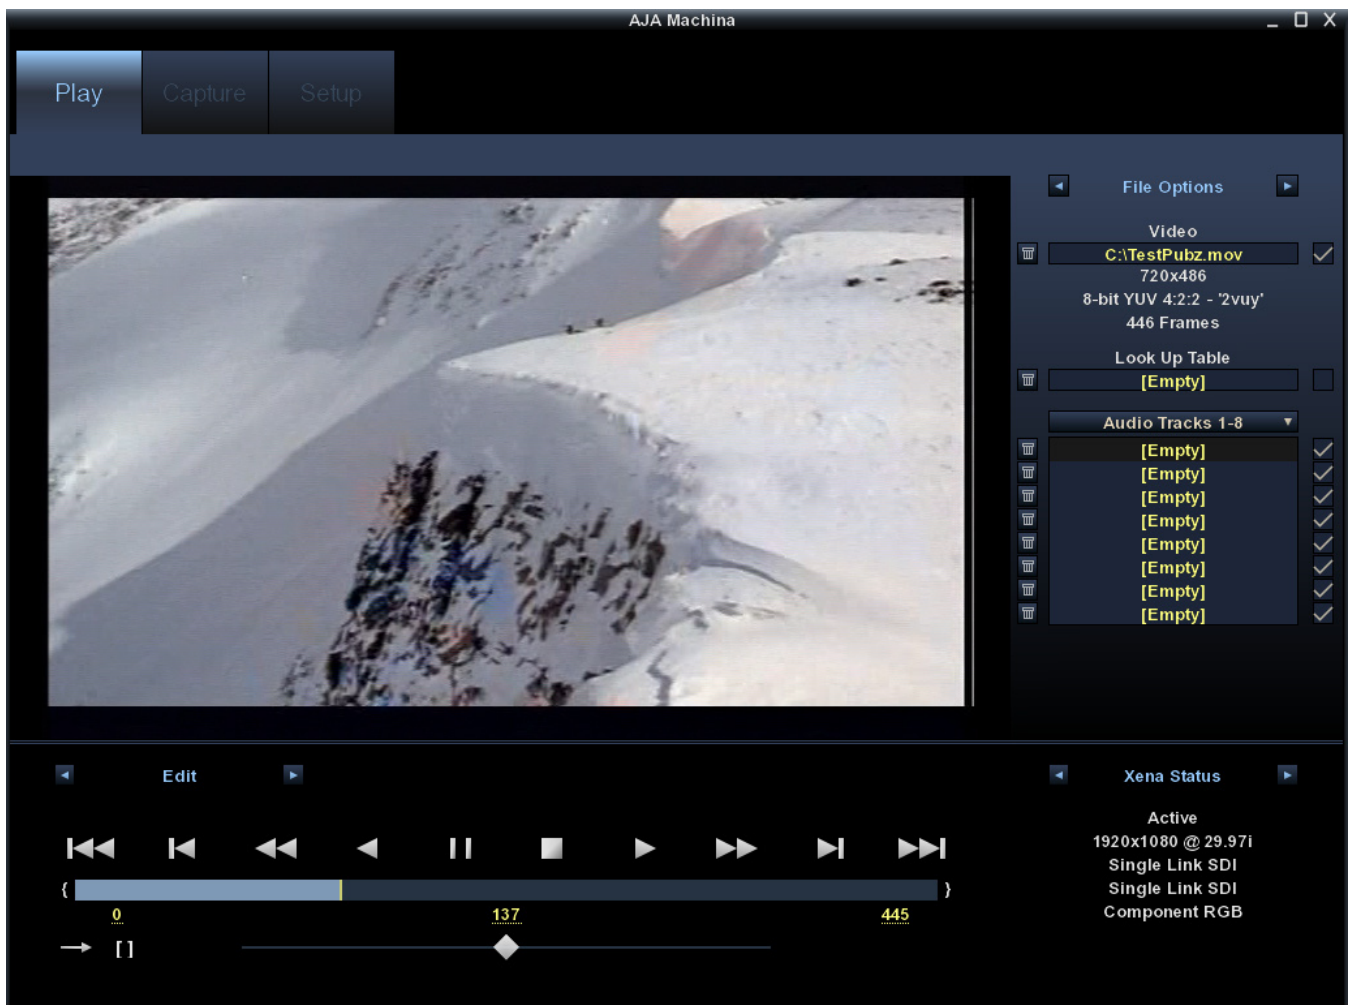 AJA Machina
Play
Capture
Setup
File Options
Video
C:\TestPubz.mov
720x486
8-bit YUV 4:2:2 - '2vuy'
446 Frames
Look Up Table
[Empty]
Audio Tracks 1-8
[Empty]
[Empty]
[Empty]
[Empty]
[Empty]
[Empty]
[Empty]
[Empty]
Edit
{ }
0 137 445
[ ]
Xena Status
Active
1920x1080 @ 29.97i
Single Link SDI
Single Link SDI
Component RGB